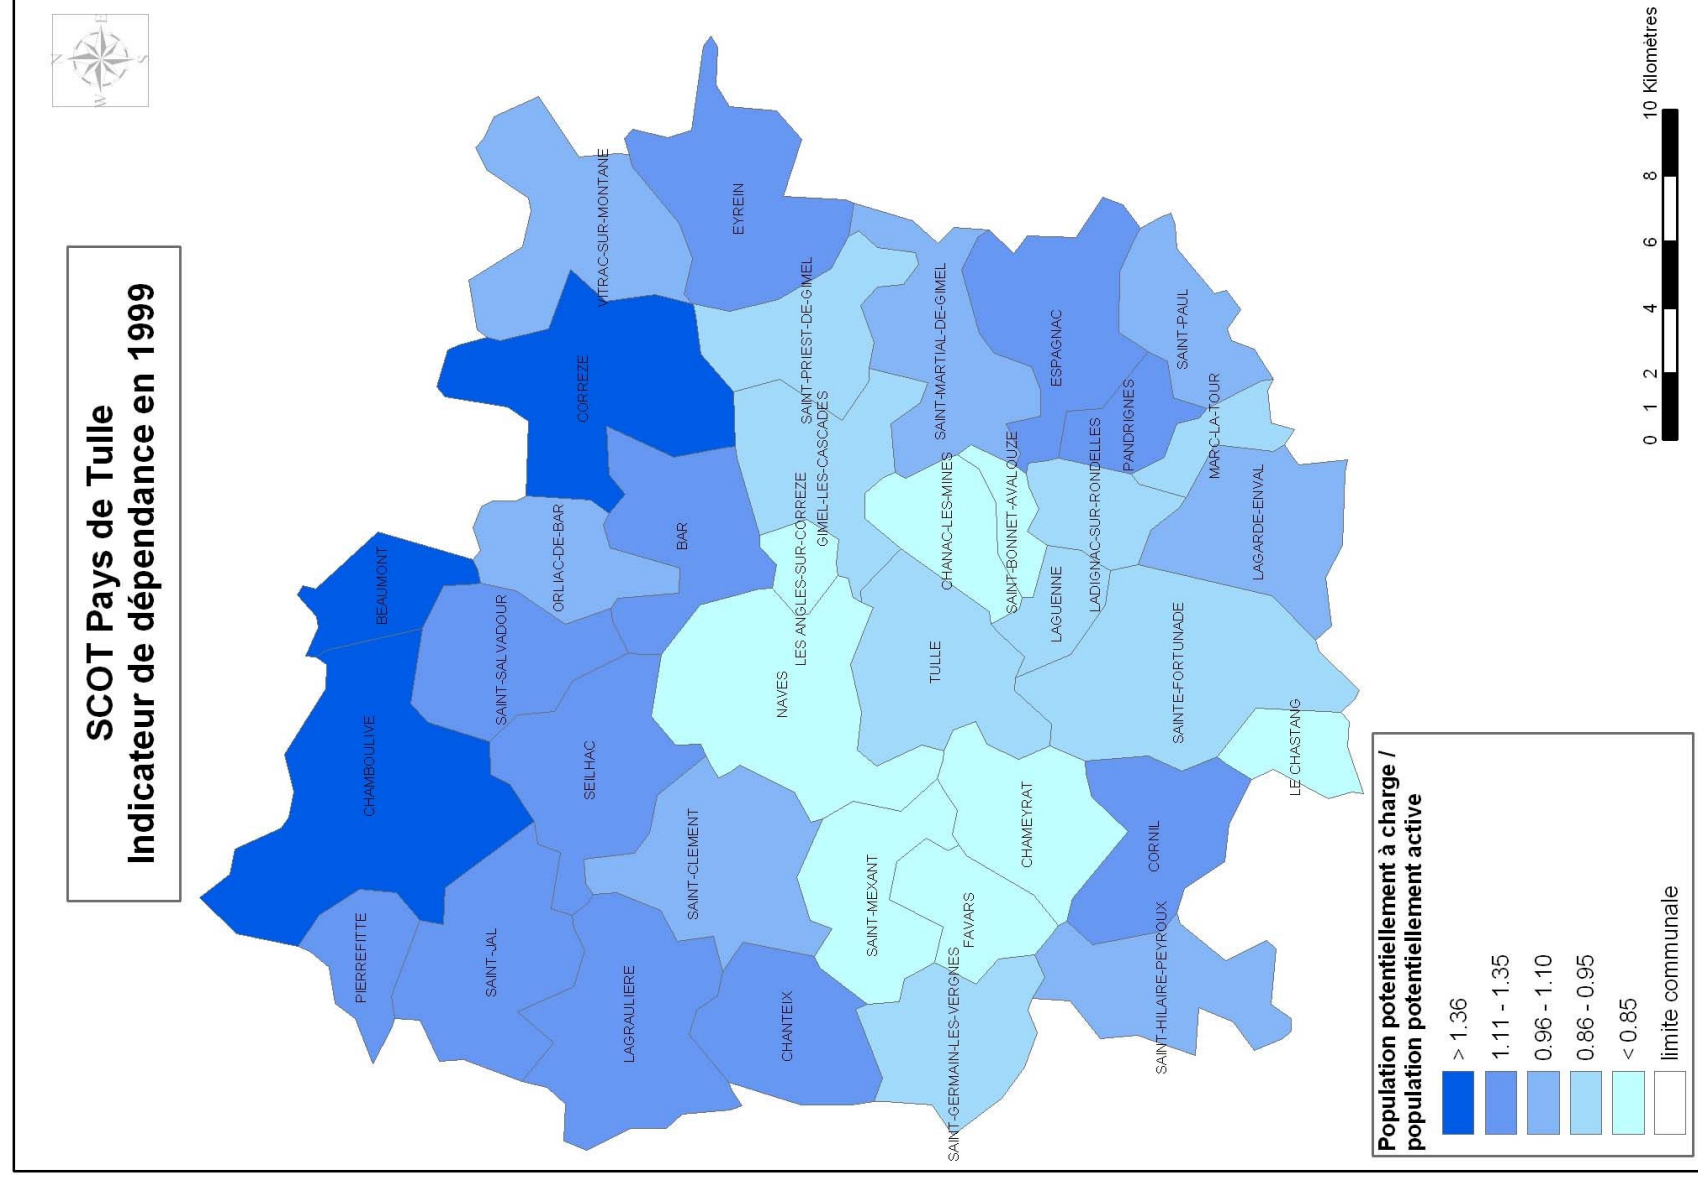 SCOT Pays de Tulle
Indicateur de dépendance en 1999
N
E
S
W
PIERREFITTE
CHAMBOULIVE
BEAUMONT
SAINT-JAL
SAINT-SALVADOUR
ORLIAC-DE-BAR
CORREZE
VITRAC-SUR-MONTANE
LAGRAULIERE
SEILHAC
BAR
EYREIN
SAINT-CLEMENT
CHANTEIX
NAVES
LES ANGLES-SUR-CORREZE
GIMEL-LES-CASCADES
SAINT-PRIEST-DE-GIMEL
SAINT-MEXANT
TULLE
CHANAC-LES-MINES
SAINT-MARTIAL-DE-GIMEL
SAINT-GERMAIN-LES-VERGNES
FAVARS
CHAMEYRAT
SAINT-BONNET-AVALOUZE
LAGUENNE
LADIGNAC-SUR-RONDELLES
ESPAGNAC
PANDRIGNES
SAINT-HILAIRE-PEYROUX
CORNIL
SAINTE-FORTUNADE
MARC-LA-TOUR
SAINT-PAUL
LAGARDE-ENVAL
LE CHASTANG
Population potentiellement à charge /
population potentiellement active
> 1.36
1.11 - 1.35
0.96 - 1.10
0.86 - 0.95
< 0.85
limite communale
0 1 2 4 6 8 10 Kilomètres